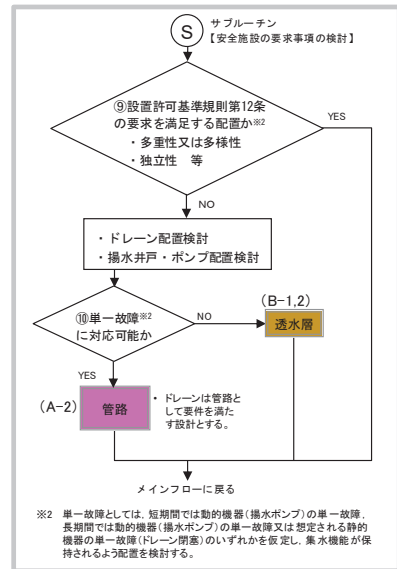 S
サブルーチン
【安全施設の要求事項の検討】
⑨設置許可基準規則第12条
の要求を満足する配置か※2
・多重性又は多様性
・独立性 等
YES
NO
・ドレーン配置検討
・揚水井戸・ポンプ配置検討
⑩単一故障※2
に対応可能か
NO
(B-1,2)
透水層
YES
(A-2)
管路
・ドレーンは管路と
して要件を満た
す設計とする。
メインフローに戻る
※2 単一故障としては、短期間では動的機器(揚水ポンプ)の単一故障、
長期間では動的機器(揚水ポンプ)の単一故障又は想定される静的
機器の単一故障(ドレーン閉塞)のいずれかを仮定し、集水機能が保
持されるよう配置を検討する。